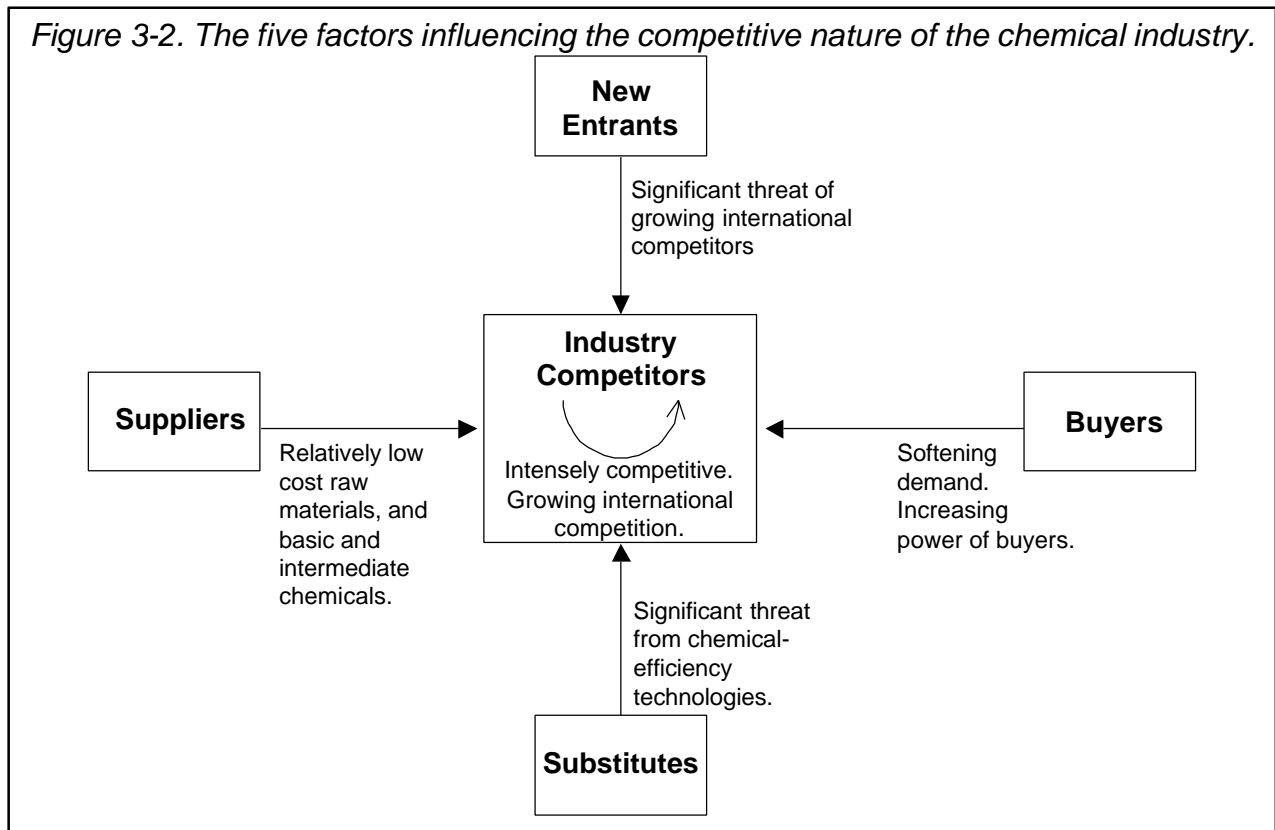 Figure 3-2. The five factors influencing the competitive nature of the chemical industry.
New
Entrants
Significant threat of
growing international
competitors
Industry
Competitors
Intensely competitive.
Growing international
competition.
Suppliers
Relatively low
cost raw
materials, and
basic and
intermediate
chemicals.
Buyers
Softening
demand.
Increasing
power of buyers.
Significant threat
from chemical-
efficiency
technologies.
Substitutes